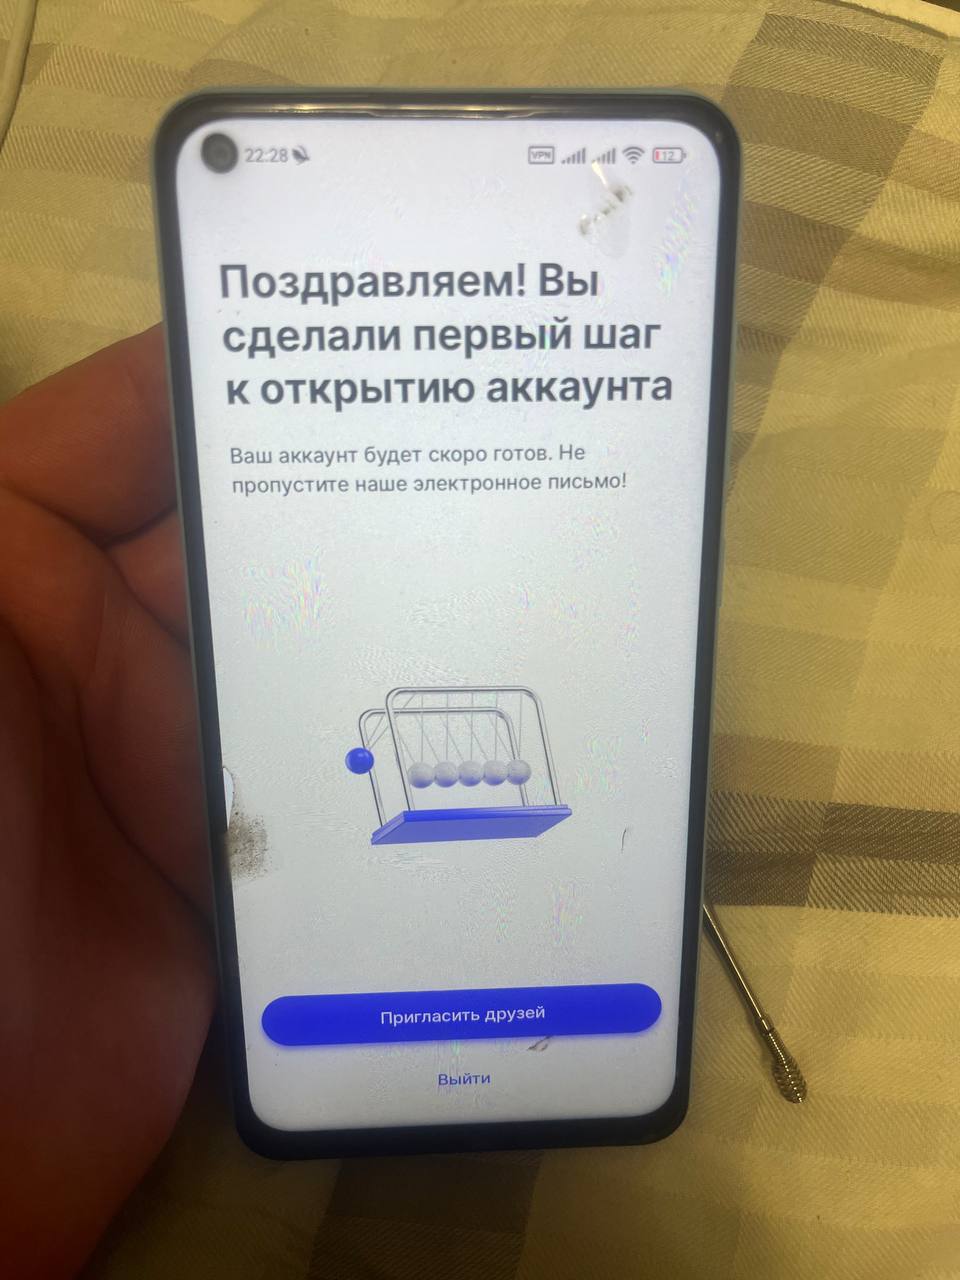 22:28
VPN
12
Поздравляем! Вы
сделали первый шаг
к открытию аккаунта
Ваш аккаунт будет скоро готов. Не
пропустите наше электронное письмо!
Пригласить друзей
Выйти